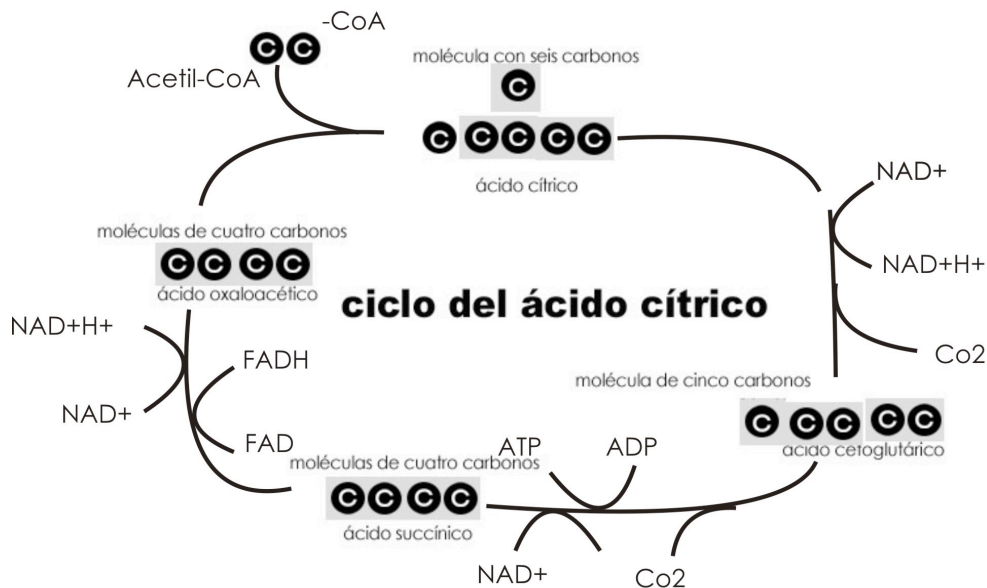 -CoA
C C
Acetil-CoA
molécula con seis carbonos
C
C C C C C
ácido cítrico
NAD+
NAD+H+
Co2
moléculas de cuatro carbonos
C C C C
ácido oxaloacético
ciclo del ácido cítrico
NAD+H+
NAD+
FADH
FAD
molécula de cinco carbonos
C C C C C
acido cetoglutárico
ATP
ADP
moléculas de cuatro carbonos
C C C C
ácido succínico
NAD+
Co2